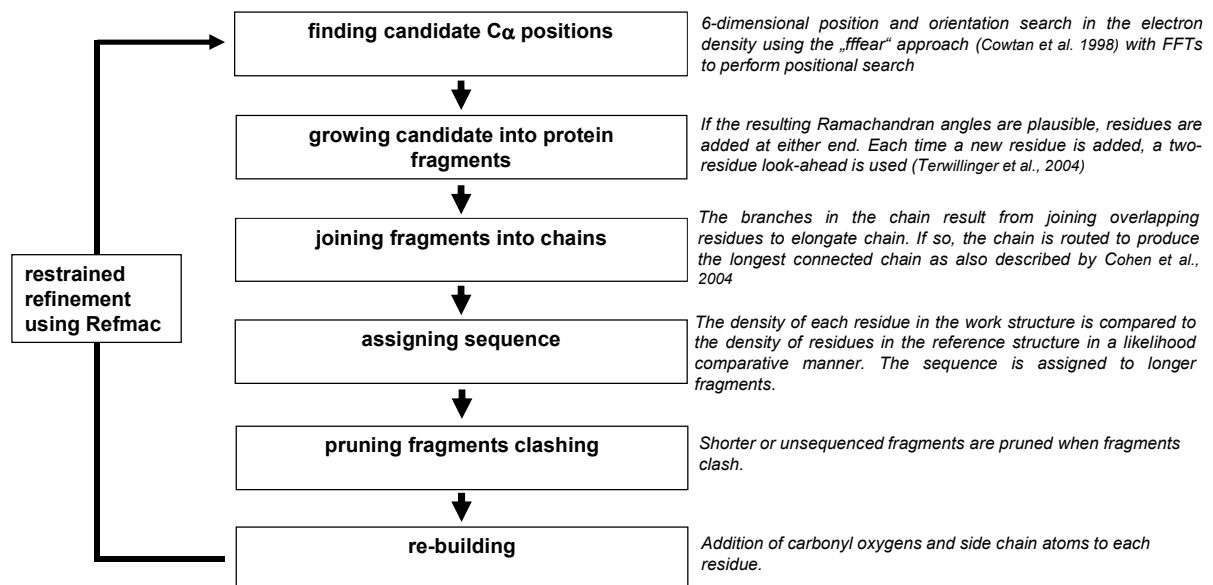 finding candidate Cα positions
6-dimensional position and orientation search in the electron
density using the „fffear“ approach (Cowtan et al. 1998) with FFTs
to perform positional search
growing candidate into protein
fragments
If the resulting Ramachandran angles are plausible, residues are
added at either end. Each time a new residue is added, a two-
residue look-ahead is used (Terwillinger et al., 2004)
joining fragments into chains
The branches in the chain result from joining overlapping
residues to elongate chain. If so, the chain is routed to produce
the longest connected chain as also described by Cohen et al.,
2004
restrained
refinement
using Refmac
assigning sequence
The density of each residue in the work structure is compared to
the density of residues in the reference structure in a likelihood
comparative manner. The sequence is assigned to longer
fragments.
pruning fragments clashing
Shorter or unsequenced fragments are pruned when fragments
clash.
re-building
Addition of carbonyl oxygens and side chain atoms to each
residue.